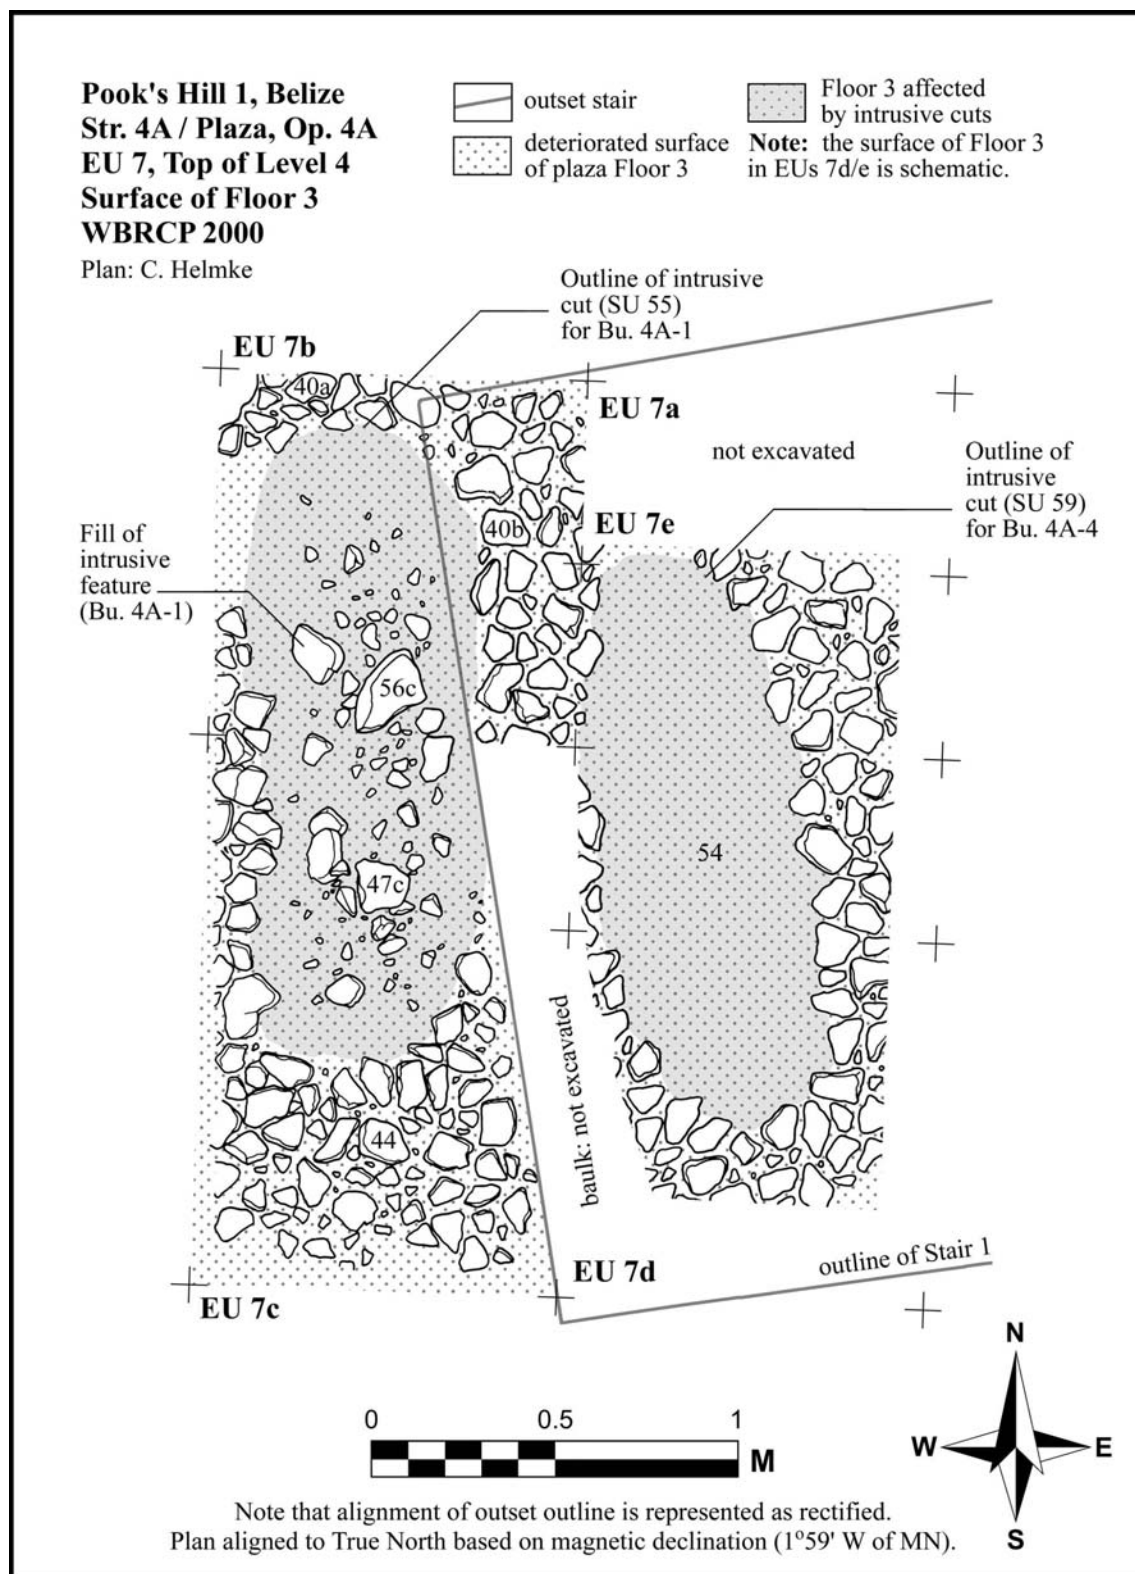 Pook's Hill 1, Belize
Str. 4A / Plaza, Op. 4A
EU 7, Top of Level 4
Surface of Floor 3
WBRCP 2000
Plan: C. Helmke
outset stair
deteriorated surface
of plaza Floor 3
Floor 3 affected
by intrusive cuts
Note: the surface of Floor 3
in EUs 7d/e is schematic.
Outline of intrusive
cut (SU 55)
for Bu. 4A-1
EU 7b
40a
EU 7a
not excavated
Outline of
intrusive
cut (SU 59)
for Bu. 4A-4
40b
EU 7e
Fill of
intrusive
feature
(Bu. 4A-1)
56c
54
47c
baulk: not excavated
44
outline of Stair 1
EU 7d
EU 7c
N
W
E
S
0
0.5
1
M
Note that alignment of outset outline is represented as rectified.
Plan aligned to True North based on magnetic declination (1°59' W of MN).